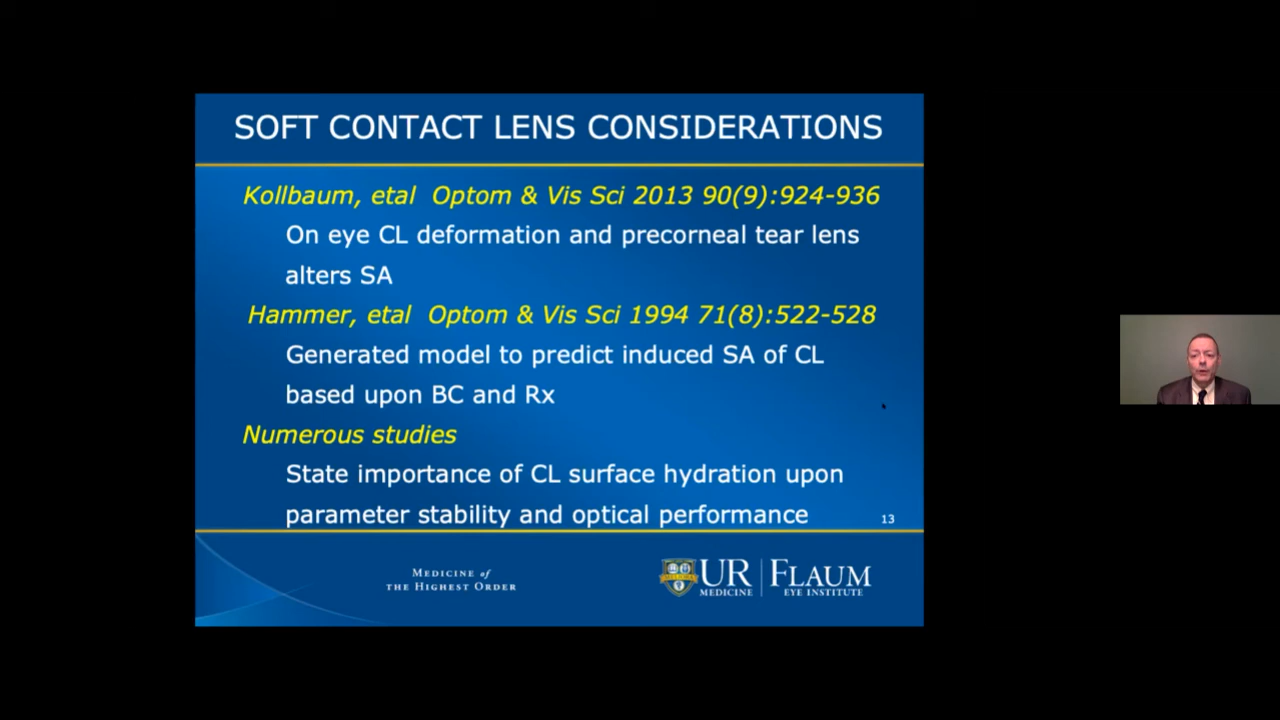 SOFT CONTACT LENS CONSIDERATIONS
Kollbaum, etal Optom & Vis Sci 2013 90(9):924-936
On eye CL deformation and precorneal tear lens
alters SA
Hammer, etal Optom & Vis Sci 1994 71(8):522-528
Generated model to predict induced SA of CL
based upon BC and Rx
Numerous studies
State importance of CL surface hydration upon
parameter stability and optical performance
13
MEDICINE of
THE HIGHEST ORDER
UR
MEDICINE
FLAUM
EYE INSTITUTE